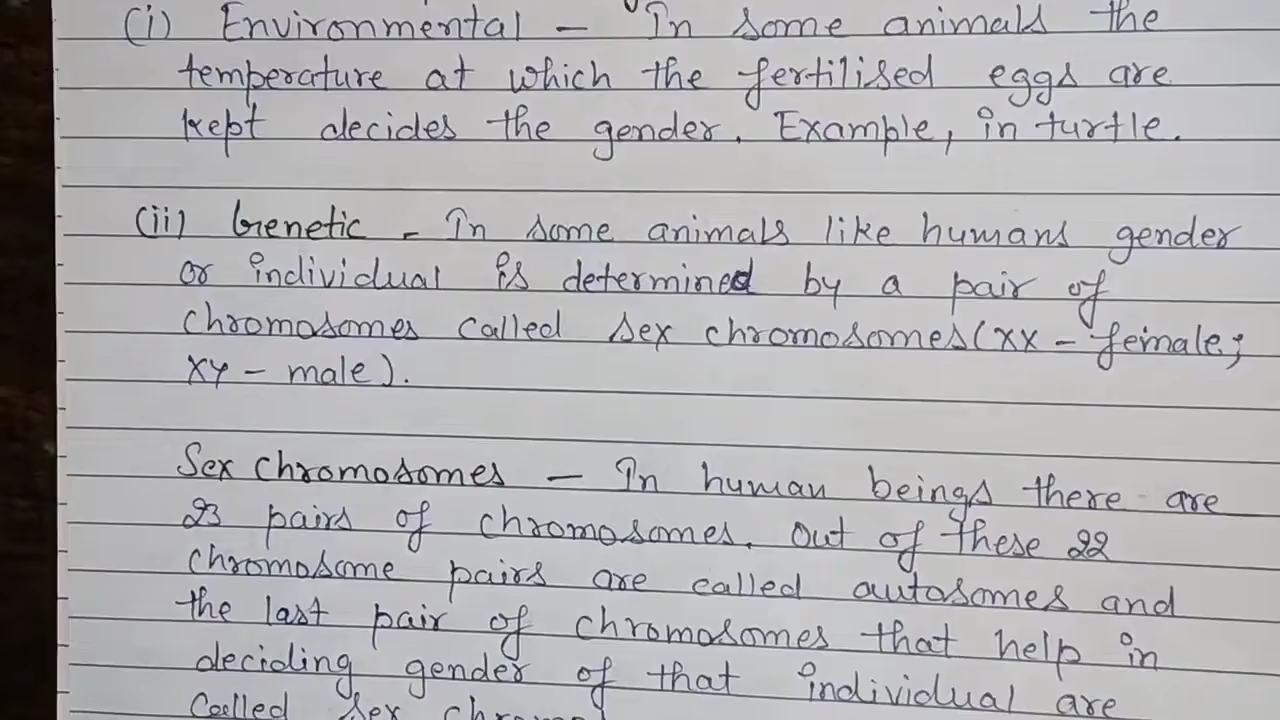 (i) Environmental - In some animals the
temperature at which the fertilised eggs are
kept decides the gender. Example, in turtle.
(ii) Genetic - In some animals like humans gender
or individual is determined by a pair of
chromosomes called sex chromosomes (XX - female;
XY - male).
Sex chromosomes - In human beings there are
23 pairs of chromosomes. Out of these 22
chromosome pairs are called autosomes and
the last pair of chromosomes that help in
deciding gender of that individual are
called sex